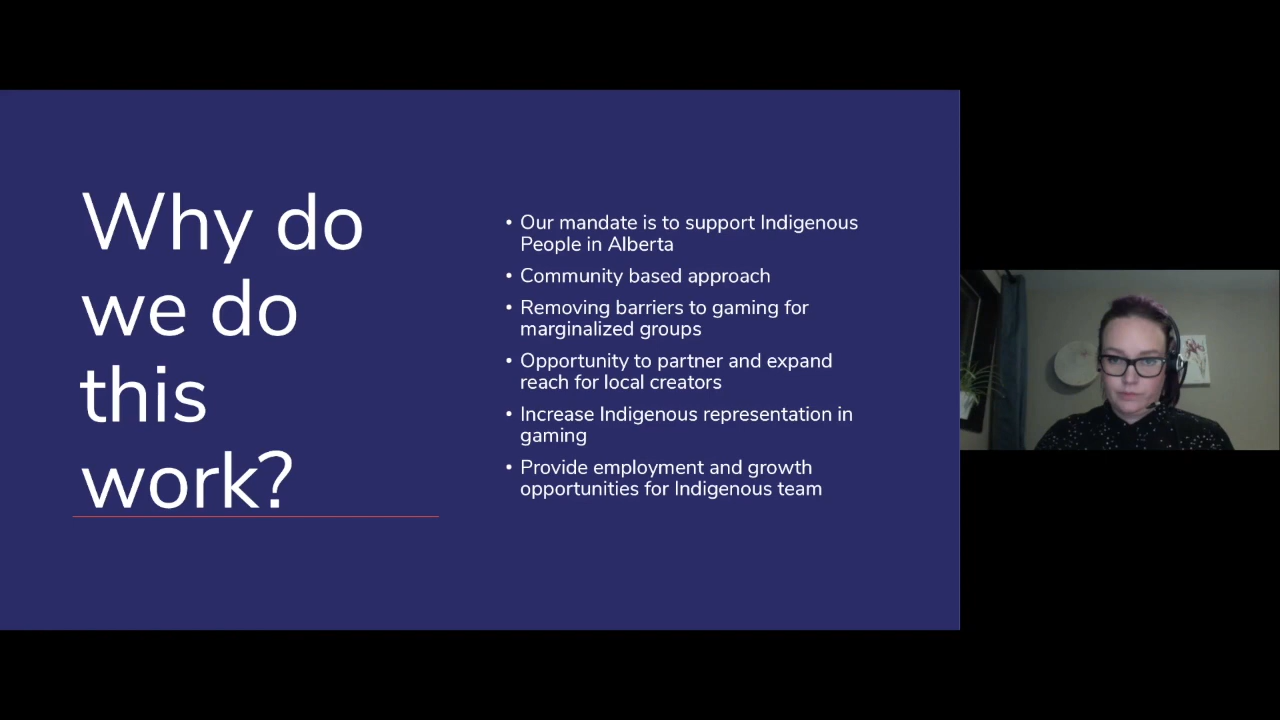 Why do
we do
this
work?
• Our mandate is to support Indigenous
People in Alberta
• Community based approach
• Removing barriers to gaming for
marginalized groups
• Opportunity to partner and expand
reach for local creators
• Increase Indigenous representation in
gaming
• Provide employment and growth
opportunities for Indigenous team